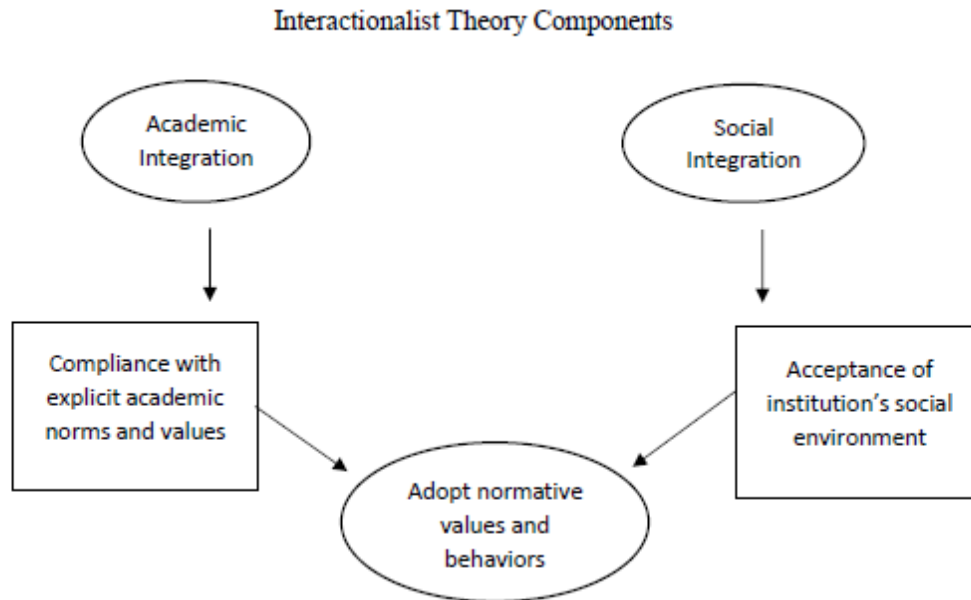 Interactionalist Theory Components
Academic
Integration
Social
Integration
Compliance with
explicit academic
norms and values
Acceptance of
institution’s social
environment
Adopt normative
values and
behaviors